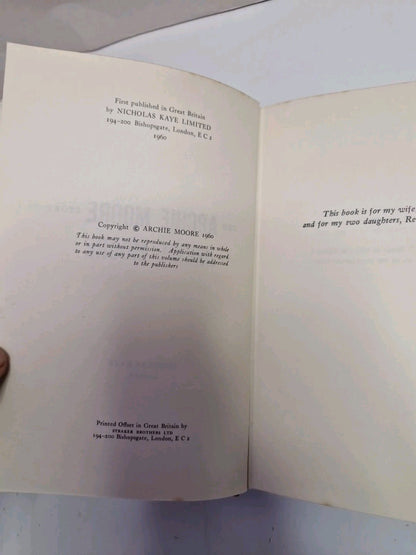 First published in Great Britain
by NICHOLAS KAYE LIMITED
194-200 Bishopsgate, London, E C 2
1960
Copyright © ARCHIE MOORE 1960
This book may not be reproduced by any means in whole
or in part without permission. Application with regard
to any use of any part of this volume should be addressed
to the publishers
Printed Offset in Great Britain by
STRAKER BROTHERS LTD
194-200 Bishopsgate, London, E C 2
This book is for my wife
and for my two daughters, Re